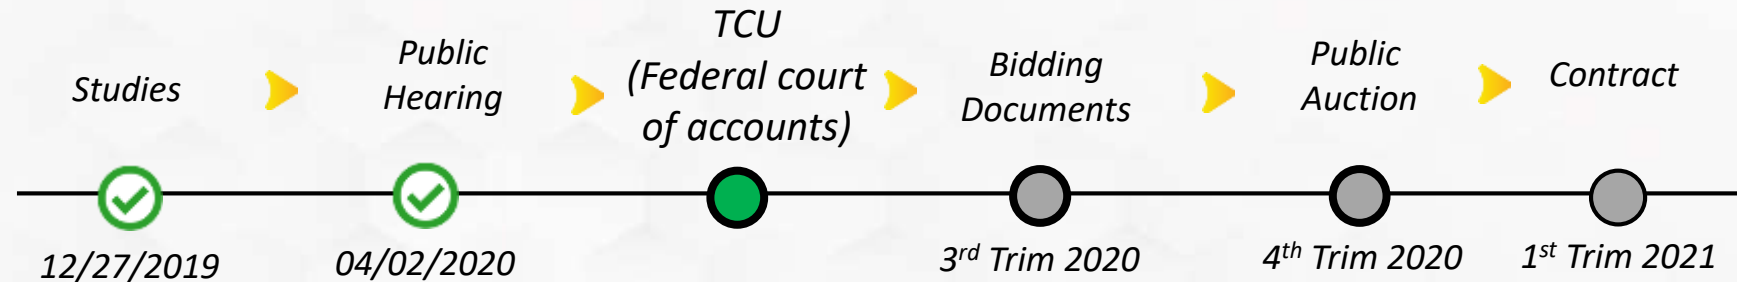 Studies
Public
Hearing
TCU
(Federal court
of accounts)
Bidding
Documents
Public
Auction
Contract
12/27/2019
04/02/2020
3rd Trim 2020
4th Trim 2020
1st Trim 2021